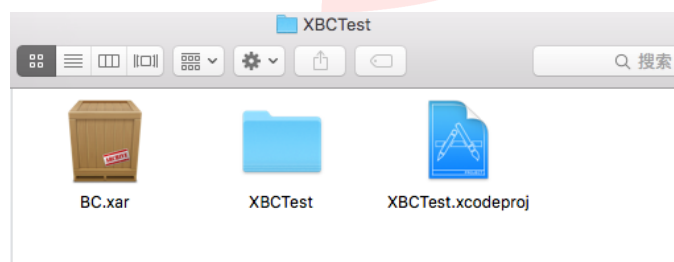 XBCTest
搜索
BC.xar
XBCTest
XBCTest.xcodeproj